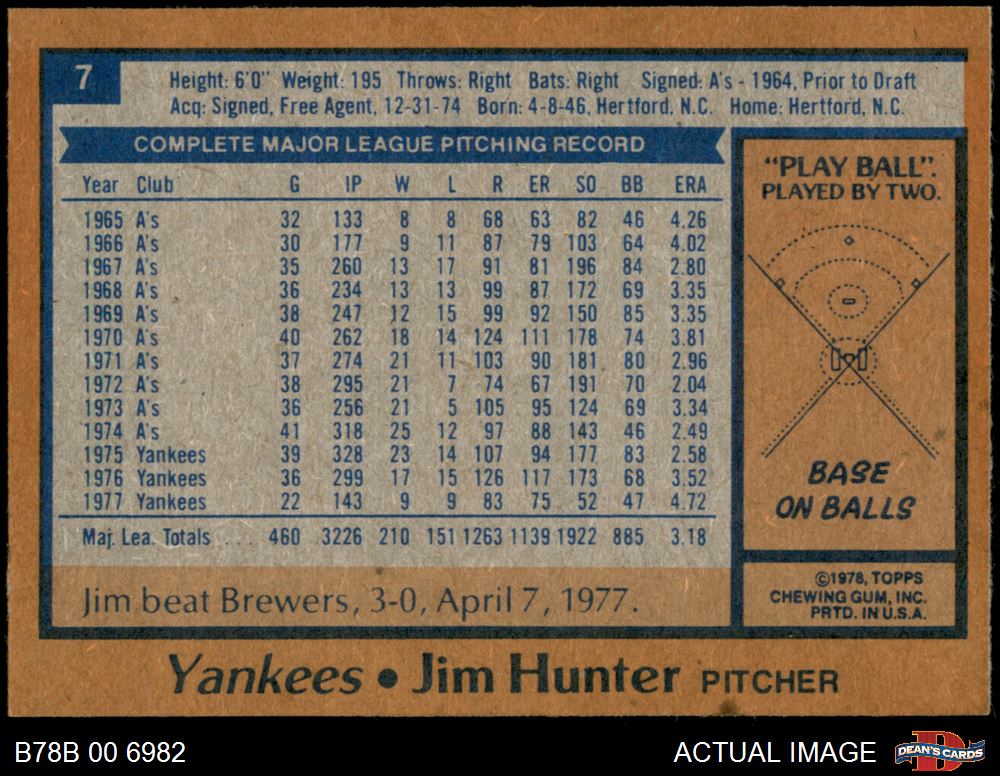 7
Height: 6'0" Weight: 195 Throws: Right Bats: Right Signed: A's - 1964, Prior to Draft
Acq: Signed, Free Agent, 12-31-74 Born: 4-8-46, Hertford, N.C. Home: Hertford, N.C.
COMPLETE MAJOR LEAGUE PITCHING RECORD
Year Club G IP W L R ER SO BB ERA
1965 A's 32 133 8 8 68 63 82 46 4.26
1966 A's 30 177 9 11 87 79 103 64 4.02
1967 A's 35 260 13 17 91 81 196 84 2.80
1968 A's 36 234 13 13 99 87 172 69 3.35
1969 A's 38 247 12 15 99 92 150 85 3.35
1970 A's 40 262 18 14 124 111 178 74 3.81
1971 A's 37 274 21 11 103 90 181 80 2.96
1972 A's 38 295 21 7 74 67 191 70 2.04
1973 A's 36 256 21 5 105 95 124 69 3.34
1974 A's 41 318 25 12 97 88 143 46 2.49
1975 Yankees 39 328 23 14 107 94 177 83 2.58
1976 Yankees 36 299 17 15 126 117 173 68 3.52
1977 Yankees 22 143 9 9 83 75 52 47 4.72
Maj. Lea. Totals . . . 460 3226 210 151 1263 1139 1922 885 3.18
Jim beat Brewers, 3-0, April 7, 1977.
"PLAY BALL".
PLAYED BY TWO.
BASE
ON BALLS
©1978, TOPPS
CHEWING GUM, INC.
PRTD. IN U.S.A.
Yankees • Jim Hunter PITCHER
B78B 00 6982
ACTUAL IMAGE
DEAN'S CARDS